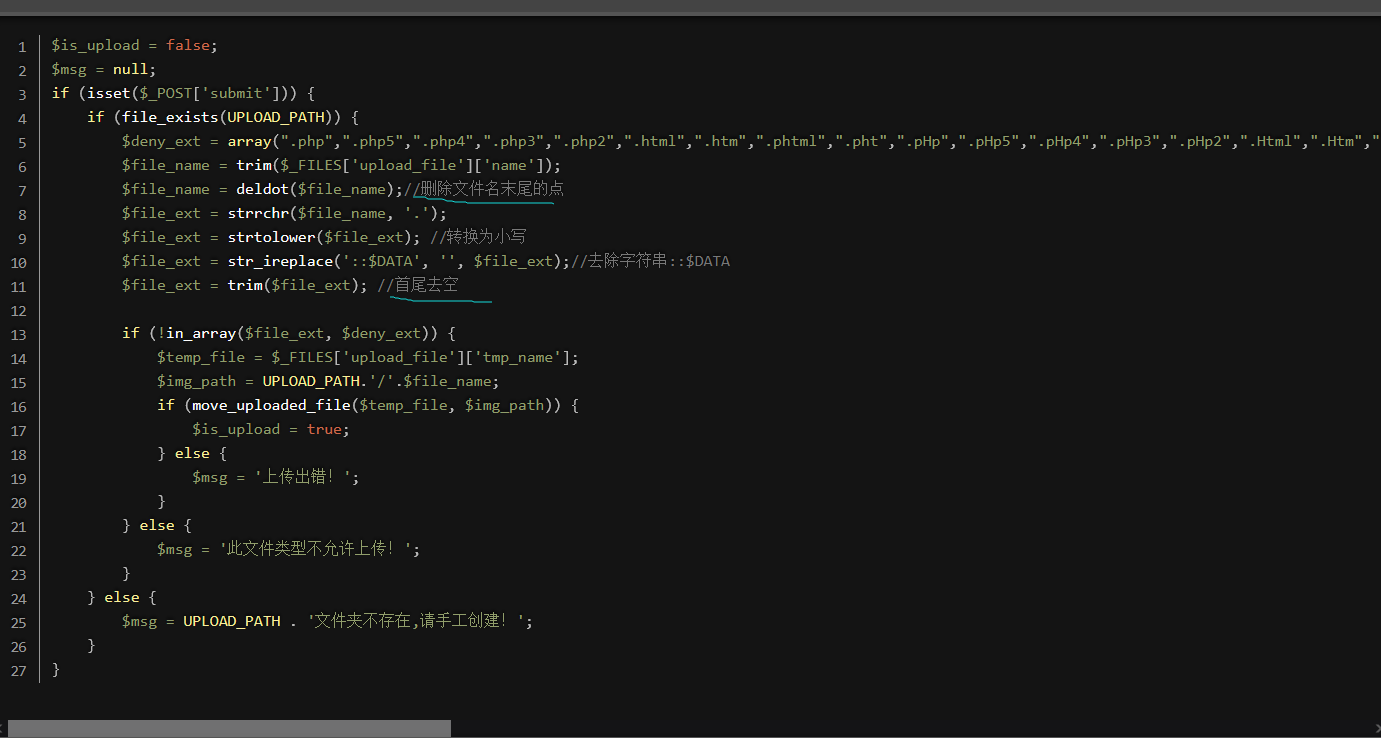 1 $is_upload = false;
2 $msg = null;
3 if (isset($_POST['submit'])) {
4 if (file_exists(UPLOAD_PATH)) {
5 $deny_ext = array(".php",".php5",".php4",".php3",".php2",".html",".htm",".phtml",".pht",".pHp",".pHp5",".pHp4",".pHp3",".pHp2",".Html",".Htm","
6 $file_name = trim($_FILES['upload_file']['name']);
7 $file_name = deldot($file_name);//删除文件名末尾的点
8 $file_ext = strrchr($file_name, '.');
9 $file_ext = strtolower($file_ext); //转换为小写
10 $file_ext = str_ireplace('::$DATA', '', $file_ext);//去除字符串::$DATA
11 $file_ext = trim($file_ext); //首尾去空
12
13 if (!in_array($file_ext, $deny_ext)) {
14 $temp_file = $_FILES['upload_file']['tmp_name'];
15 $img_path = UPLOAD_PATH.'/'.$file_name;
16 if (move_uploaded_file($temp_file, $img_path)) {
17 $is_upload = true;
18 } else {
19 $msg = '上传出错！';
20 }
21 } else {
22 $msg = '此文件类型不允许上传！';
23 }
24 } else {
25 $msg = UPLOAD_PATH . '文件夹不存在,请手工创建！';
26 }
27 }